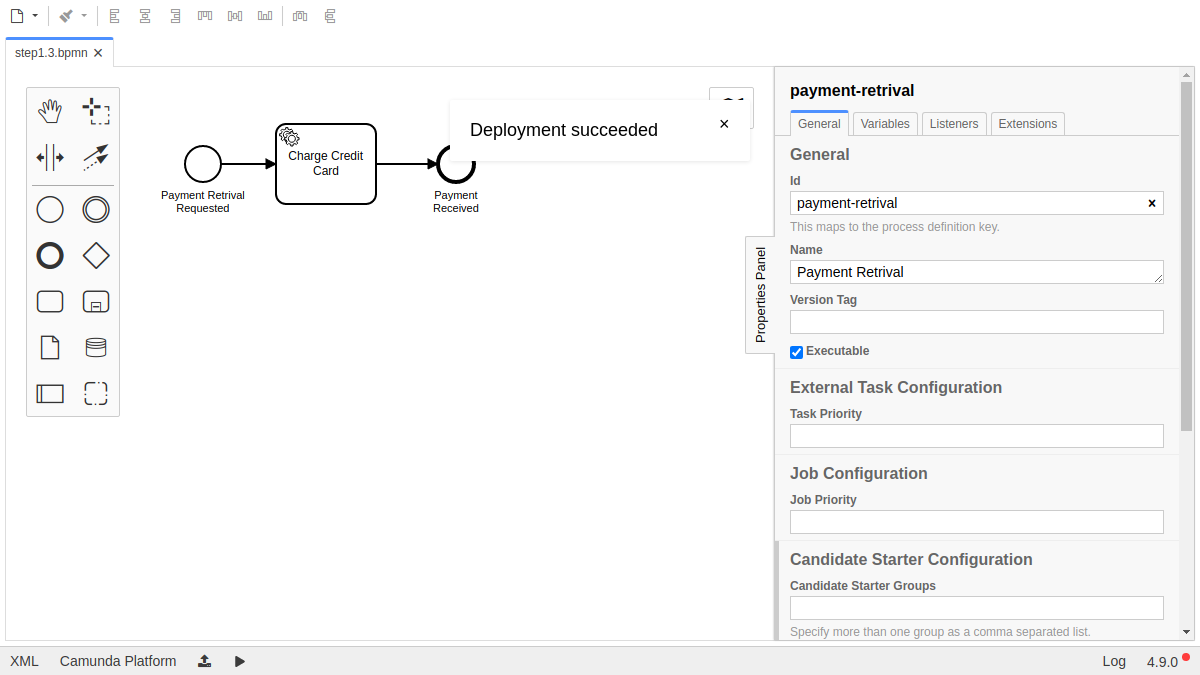 step1.3.bpmn
Deployment succeeded
Charge Credit
Card
Payment Retrival
Requested
Payment
Received
Properties Panel
payment-retrival
General
Variables
Listeners
Extensions
General
Id
payment-retrival
This maps to the process definition key.
Name
Payment Retrival
Version Tag
Executable
External Task Configuration
Task Priority
Job Configuration
Job Priority
Candidate Starter Configuration
Candidate Starter Groups
Specify more than one group as a comma separated list.
XML
Camunda Platform
Log
4.9.0